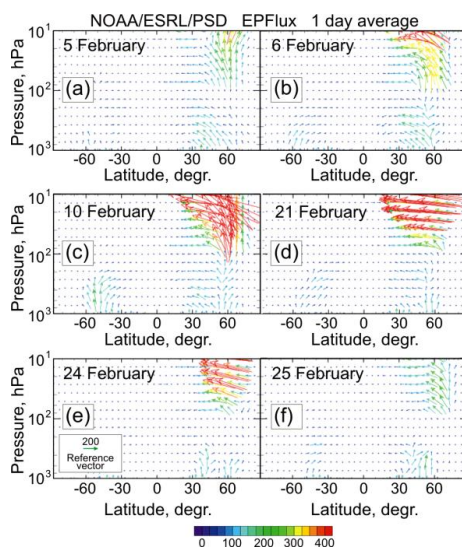 NOAA/ESRL/PSD EPFlux 1 day average
5 February 6 February
(a) (b)
Pressure, hPa
10¹ 10² 10³
-60 -30 0 30 60 -60 -30 0 30 60
Latitude, degr. Latitude, degr.
10 February 21 February
(c) (d)
Pressure, hPa
10¹ 10² 10³
-60 -30 0 30 60 -60 -30 0 30 60
Latitude, degr. Latitude, degr.
24 February 25 February
(e) (f)
Pressure, hPa
10¹ 10² 10³
200
Reference
vector
-60 -30 0 30 60 -60 -30 0 30 60
Latitude, degr. Latitude, degr.
0 100 200 300 400